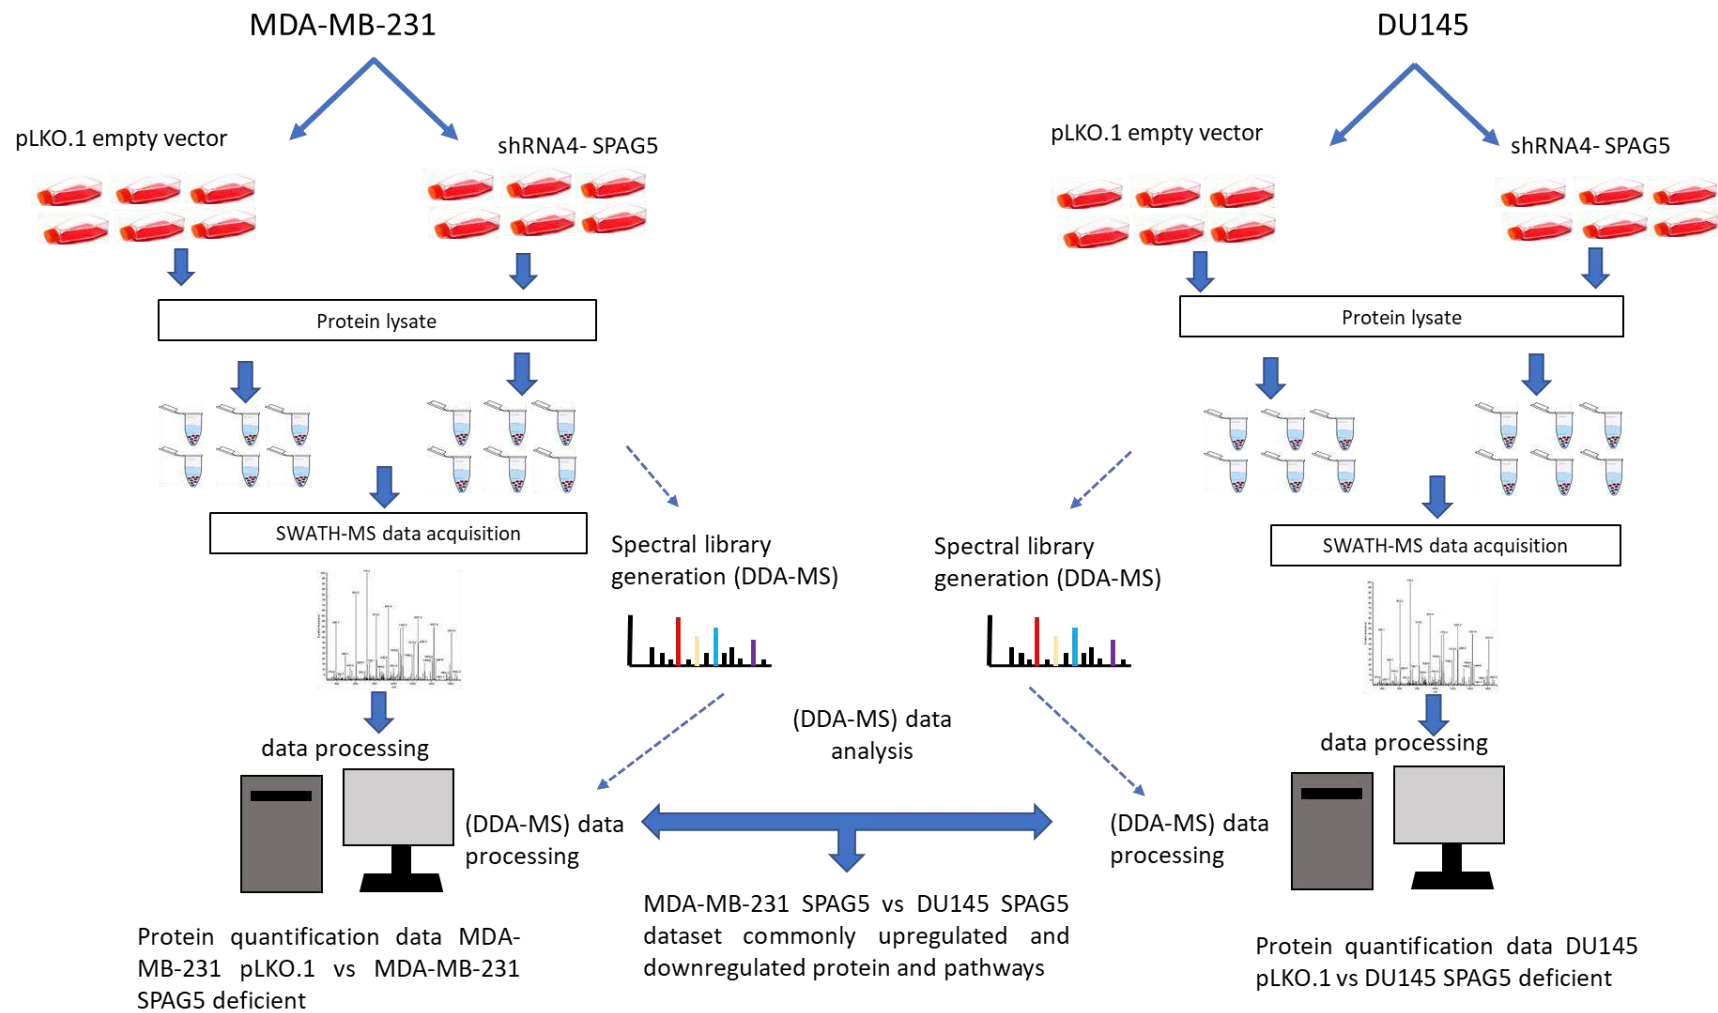 MDA-MB-231
DU145
pLKO.1 empty vector
shRNA4- SPAG5
pLKO.1 empty vector
shRNA4- SPAG5
Protein lysate
Protein lysate
SWATH-MS data acquisition
Spectral library
generation (DDA-MS)
Spectral library
generation (DDA-MS)
SWATH-MS data acquisition
(DDA-MS) data
analysis
data processing
data processing
(DDA-MS) data
processing
(DDA-MS) data
processing
MDA-MB-231 SPAG5 vs DU145 SPAG5
dataset commonly upregulated and
downregulated protein and pathways
Protein quantification data MDA-
MB-231 pLKO.1 vs MDA-MB-231
SPAG5 deficient
Protein quantification data DU145
pLKO.1 vs DU145 SPAG5 deficient